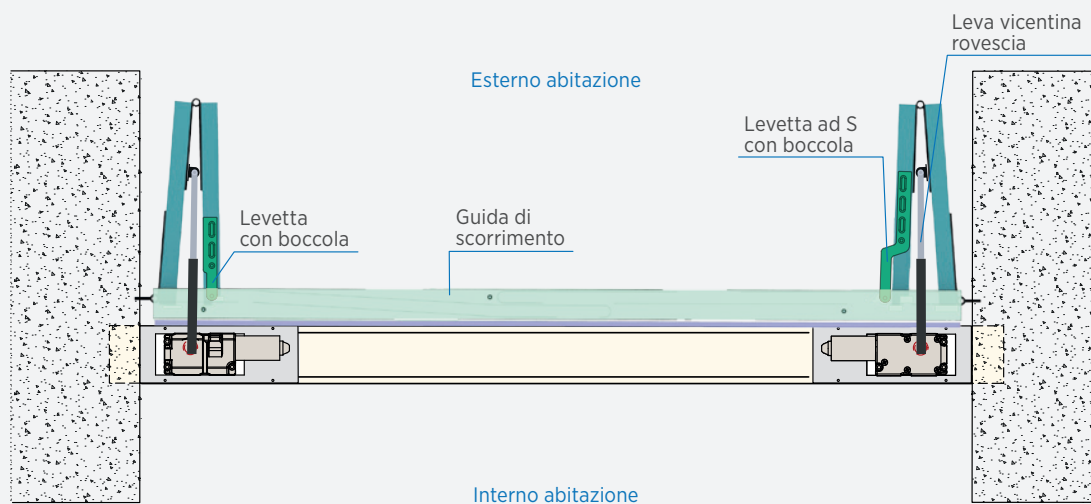 Leva vicentina
rovescia
Esterno abitazione
Levetta ad S
con boccola
Levetta
con boccola
Guida di
scorrimento
Interno abitazione